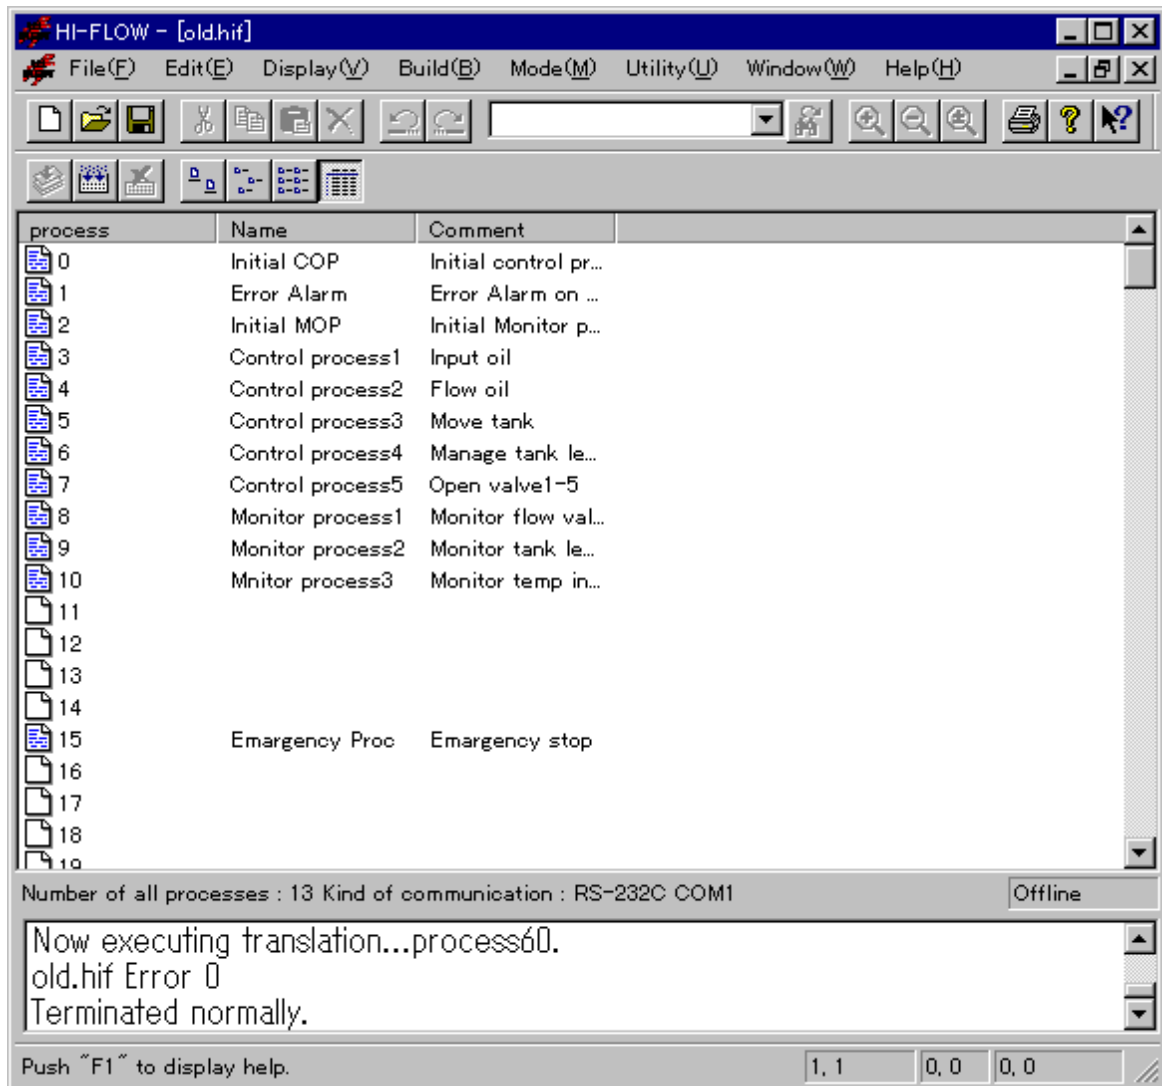 HI-FLOW - [old.hif]
File(F) Edit(E) Display(V) Build(B) Mode(M) Utility(U) Window(W) Help(H)
process Name Comment
0 Initial COP Initial control pr...
1 Error Alarm Error Alarm on ...
2 Initial MOP Initial Monitor p...
3 Control process1 Input oil
4 Control process2 Flow oil
5 Control process3 Move tank
6 Control process4 Manage tank le...
7 Control process5 Open valve1-5
8 Monitor process1 Monitor flow val...
9 Monitor process2 Monitor tank le...
10 Mnitor process3 Monitor temp in...
11
12
13
14
15 Emargency Proc Emargency stop
16
17
18
19
Number of all processes : 13 Kind of communication : RS-232C COM1 Offline
Now executing translation...process60.
old.hif Error 0
Terminated normally.
Push ˝F1˝ to display help. 1, 1 0, 0 0, 0